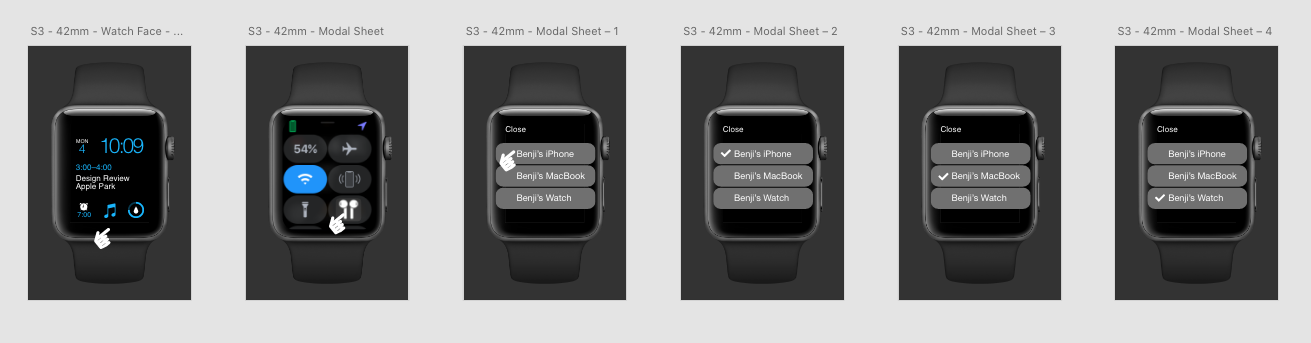 S3 - 42mm - Watch Face - ...
MON
4
10:09
3:00–4:00
Design Review
Apple Park
7:00
S3 - 42mm - Modal Sheet
54%
S3 - 42mm - Modal Sheet – 1
Close
Benji's iPhone
Benji's MacBook
Benji's Watch
S3 - 42mm - Modal Sheet – 2
Close
Benji's iPhone
Benji's MacBook
Benji's Watch
S3 - 42mm - Modal Sheet – 3
Close
Benji's iPhone
Benji's MacBook
Benji's Watch
S3 - 42mm - Modal Sheet – 4
Close
Benji's iPhone
Benji's MacBook
Benji's Watch